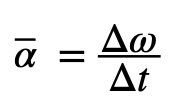 ᾱ = Δω / Δt